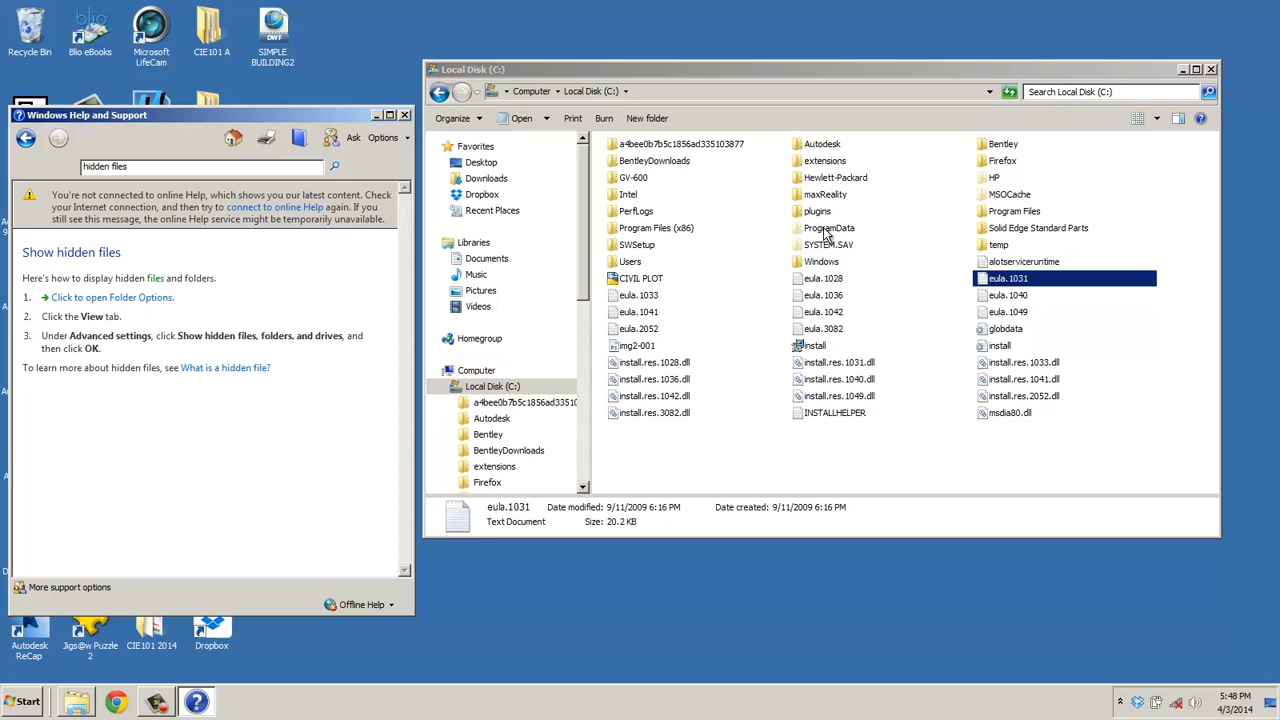 Recycle Bin
Blio eBooks
Microsoft LifeCam
CIE101 A
SIMPLE BUILDING2
Windows Help and Support
Ask Options
hidden files
You're not connected to online Help, which shows our latest content. Check
your Internet connection, and then try to connect to online Help again. If you
still see this message, the online Help service might be temporarily unavailable.
Show hidden files
Here's how to display hidden files and folders.
1. Click to open Folder Options.
2. Click the View tab.
3. Under Advanced settings, click Show hidden files, folders, and drives, and
then click OK.
To learn more about hidden files, see What is a hidden file?
More support options
Offline Help
Local Disk (C:)
Computer Local Disk (C:)
Search Local Disk (C:)
Organize Open Print Burn New folder
Favorites
Desktop
Downloads
Dropbox
Recent Places
Libraries
Documents
Music
Pictures
Videos
Homegroup
Computer
Local Disk (C:)
a4bee0b7b5c1856ad33510
Autodesk
Bentley
BentleyDownloads
extensions
Firefox
a4bee0b7b5c1856ad335103877 Autodesk Bentley
BentleyDownloads extensions Firefox
GV-600 Hewlett-Packard HP
Intel maxReality MSOCache
PerfLogs plugins Program Files
Program Files (x86) ProgramData Solid Edge Standard Parts
SWSetup SYSTEM.SAV temp
Users Windows alotserviceruntime
CIVIL PLOT eula.1028 eula.1031
eula.1033 eula.1036 eula.1040
eula.1041 eula.1042 eula.1049
eula.2052 eula.3082 globdata
img2-001 install install
install.res.1028.dll install.res.1031.dll install.res.1033.dll
install.res.1036.dll install.res.1040.dll install.res.1041.dll
install.res.1042.dll install.res.1049.dll install.res.2052.dll
install.res.3082.dll INSTALLHELPER msdia80.dll
eula.1031 Date modified: 9/11/2009 6:16 PM Date created: 9/11/2009 6:16 PM
Text Document Size: 20.2 KB
Autodesk ReCap
Jigs@w Puzzle 2
CIE101 2014
Dropbox
Start
5:48 PM
4/3/2014